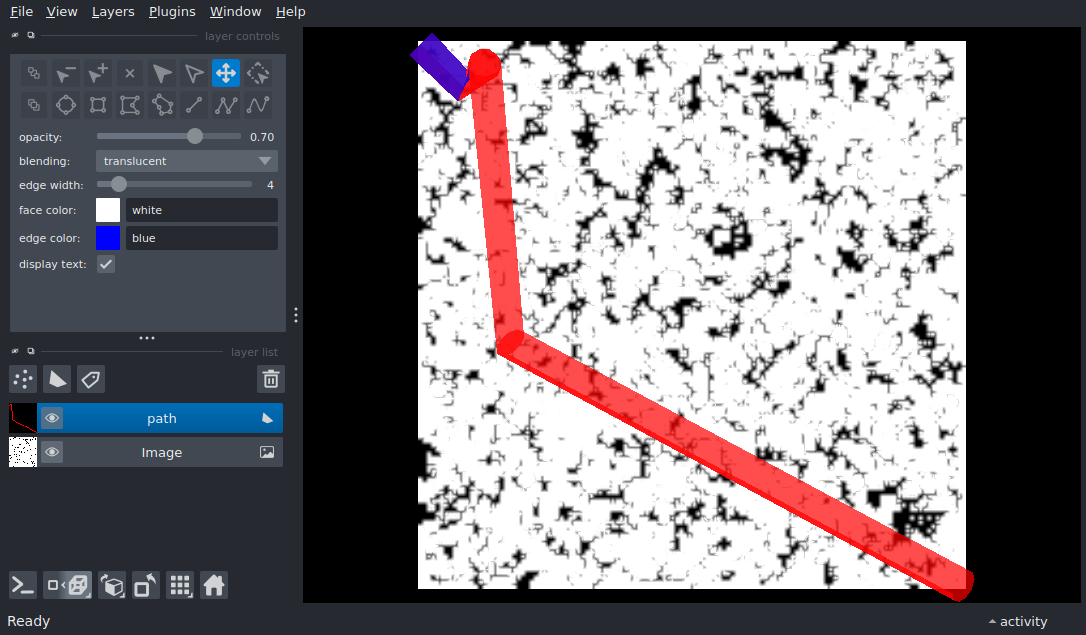 File View Layers Plugins Window Help
layer controls
opacity: 0.70
blending: translucent
edge width: 4
face color: white
edge color: blue
display text:
layer list
path
Image
Ready activity